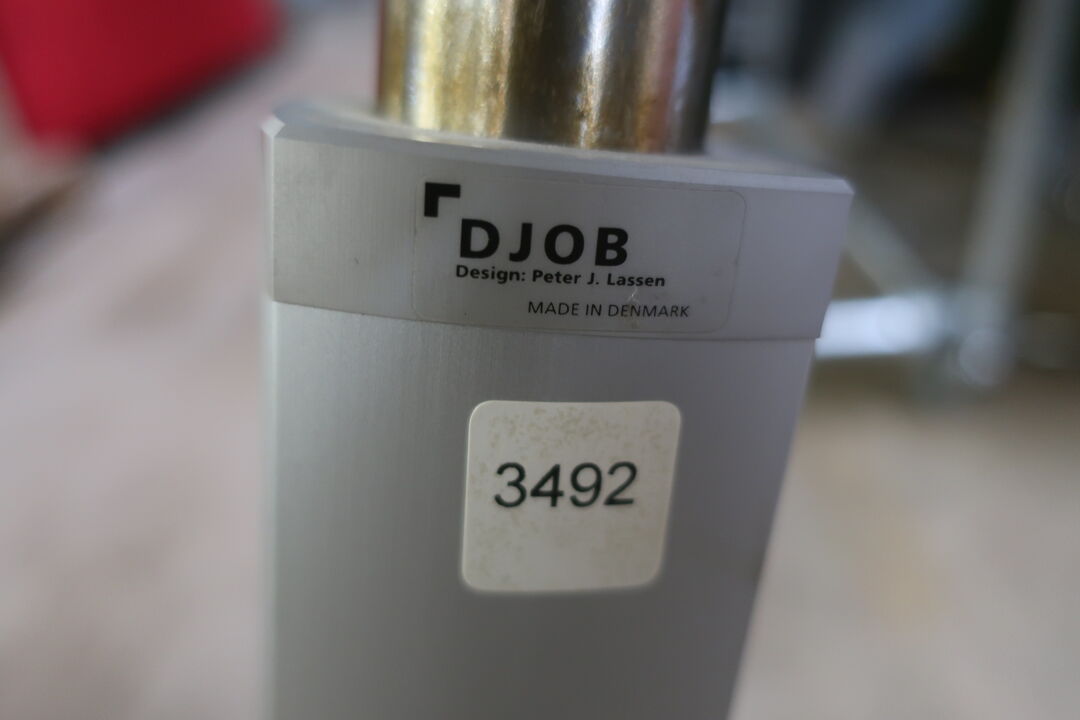 DJOB
Design: Peter J. Lassen
MADE IN DENMARK
3492